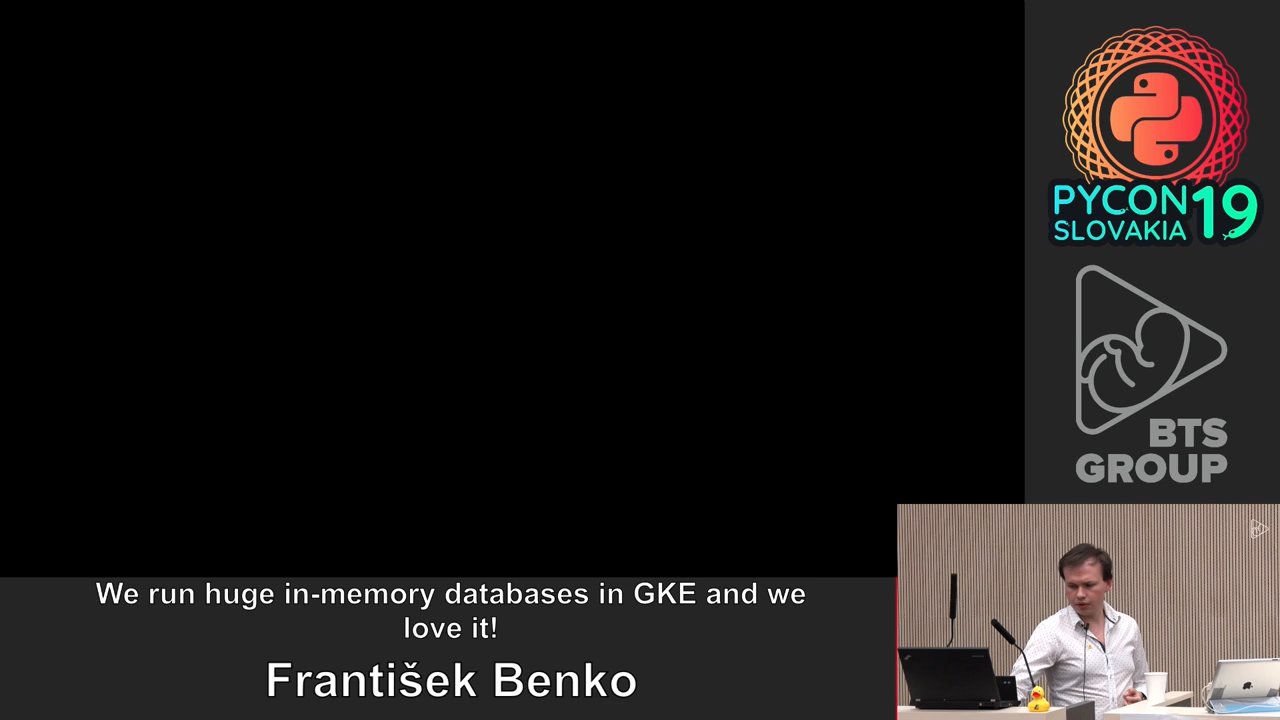 PYCON 19
SLOVAKIA
BTS
GROUP
We run huge in-memory databases in GKE and we
love it!
František Benko